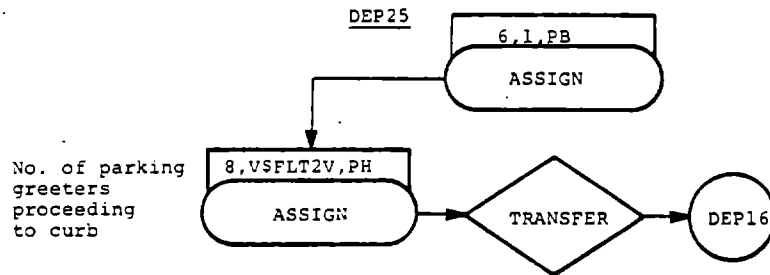 DEP25
6,1,PB
ASSIGN
No. of parking
greeters
proceeding
to curb
8,V$FLT2V,PH
ASSIGN
TRANSFER
DEP16